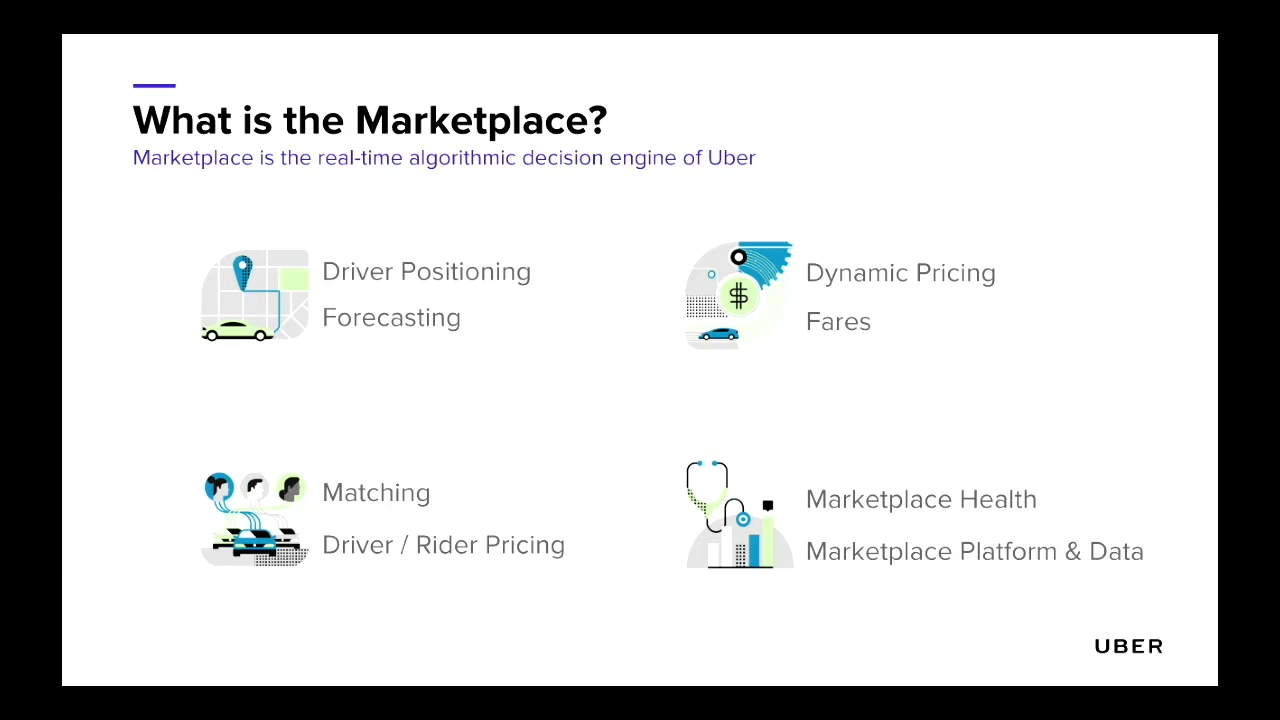 What is the Marketplace?
Marketplace is the real-time algorithmic decision engine of Uber
Driver Positioning
Forecasting
Dynamic Pricing
Fares
Matching
Driver / Rider Pricing
Marketplace Health
Marketplace Platform & Data
UBER